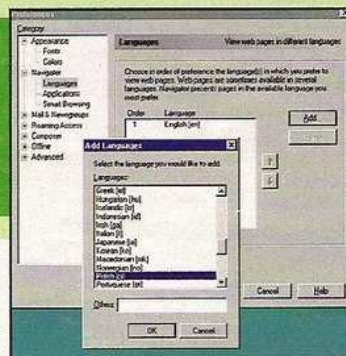 Preferences
Category:
Appearance
Fonts
Colors
Navigator
Languages
Applications
Smart Browsing
Mail & Newsgroups
Roaming Access
Composer
Offline
Advanced
Languages
View web pages in different languages
Choose in order of preference the language(s) in which you prefer to
view web pages. Web pages are sometimes available in several
languages. Navigator presents pages in the available language you
most prefer.
Order Language
1 English [en]
Add
Add Languages
Select the language you would like to add.
Languages:
Greek [el]
Hungarian [hu]
Icelandic [is]
Indonesian [id]
Irish [ga]
Italian [it]
Japanese [ja]
Korean [ko]
Macedonian [mk]
Norwegian [no]
Polish [pl]
Portuguese [pt]
Others:
OK Cancel
Cancel Help